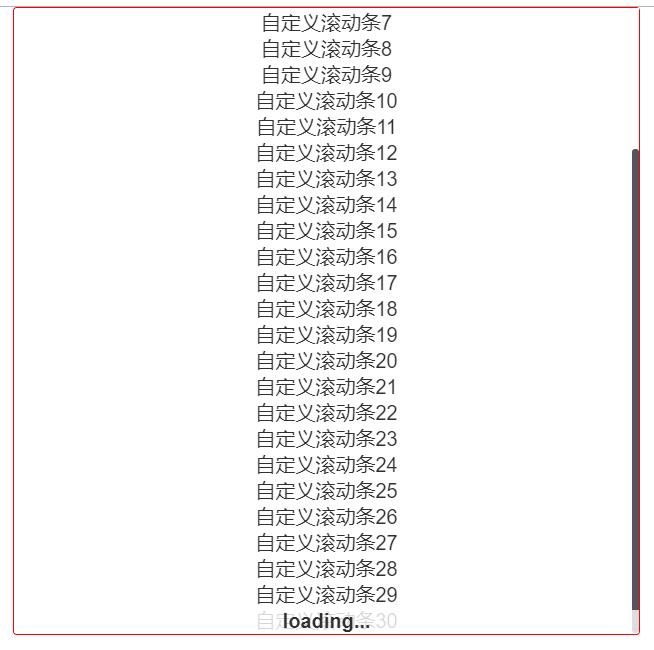 自定义滚动条7
自定义滚动条8
自定义滚动条9
自定义滚动条10
自定义滚动条11
自定义滚动条12
自定义滚动条13
自定义滚动条14
自定义滚动条15
自定义滚动条16
自定义滚动条17
自定义滚动条18
自定义滚动条19
自定义滚动条20
自定义滚动条21
自定义滚动条22
自定义滚动条23
自定义滚动条24
自定义滚动条25
自定义滚动条26
自定义滚动条27
自定义滚动条28
自定义滚动条29
自定义滚动条30
loading...